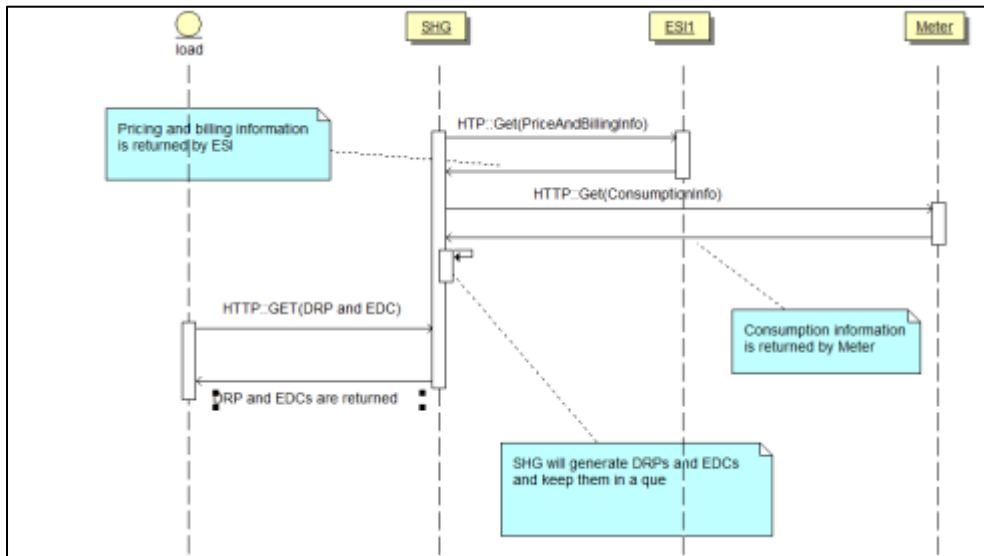 load
SHG
ESI1
Meter
Pricing and billing information
is returned by ESI
HTP::Get(PriceAndBillingInfo)
HTTP::Get(ConsumptionInfo)
HTTP::GET(DRP and EDC)
Consumption information
is returned by Meter
DRP and EDCs are returned
SHG will generate DRPs and EDCs
and keep them in a que